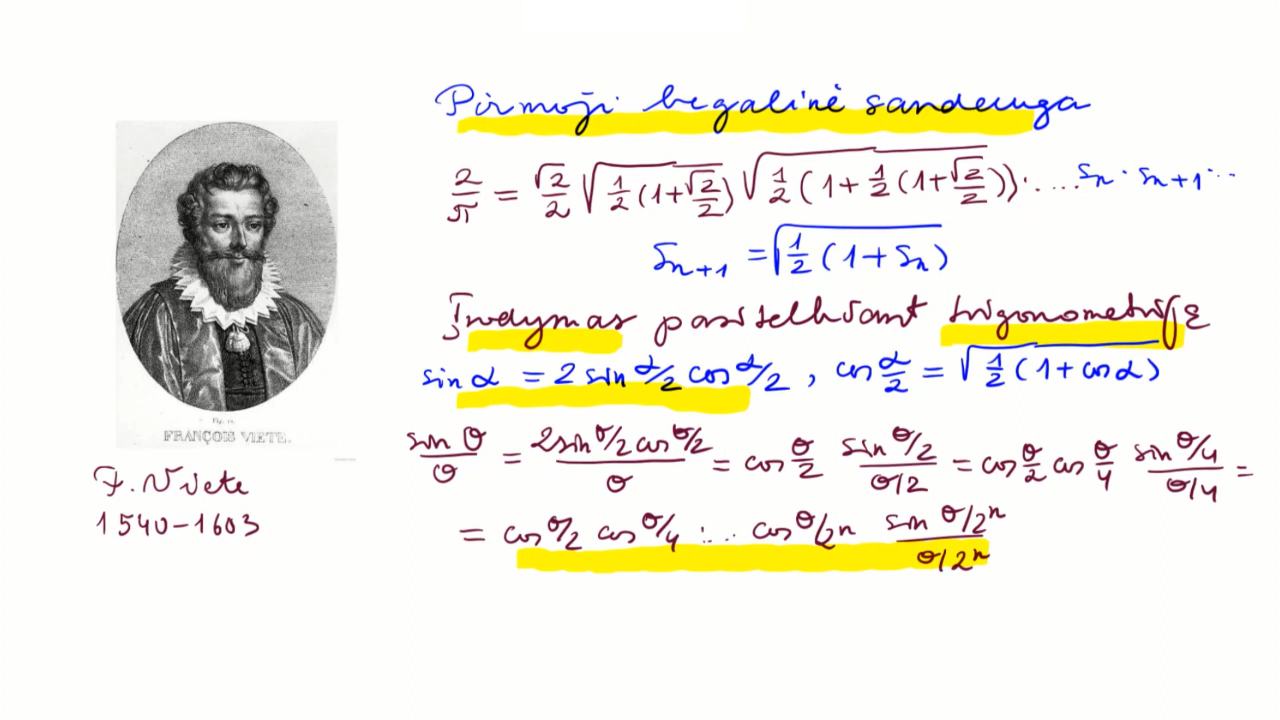 Pirmoji begalinė sandauga
2/π = √2/2 √(1/2(1+√2/2)) √(1/2(1+1/2(1+√2/2))) ..... sₙ · sₙ₊₁ ...
sₙ₊₁ = √(1/2(1+sₙ))
Įrodymas pasitelkiant trigonometriją
sin α = 2 sin α/2 cos α/2 , cos α/2 = √(1/2(1+cos α))
sin θ/θ = 2sin θ/2 cos θ/2 / θ = cos θ/2 sin θ/2 / θ/2 = cos θ/2 cos θ/4 sin θ/4 / θ/4 =
= cos θ/2 cos θ/4 .... cos θ/2n sin θ/2ⁿ / θ/2ⁿ
FRANÇOIS VIETE.
F. Viete
1540-1603